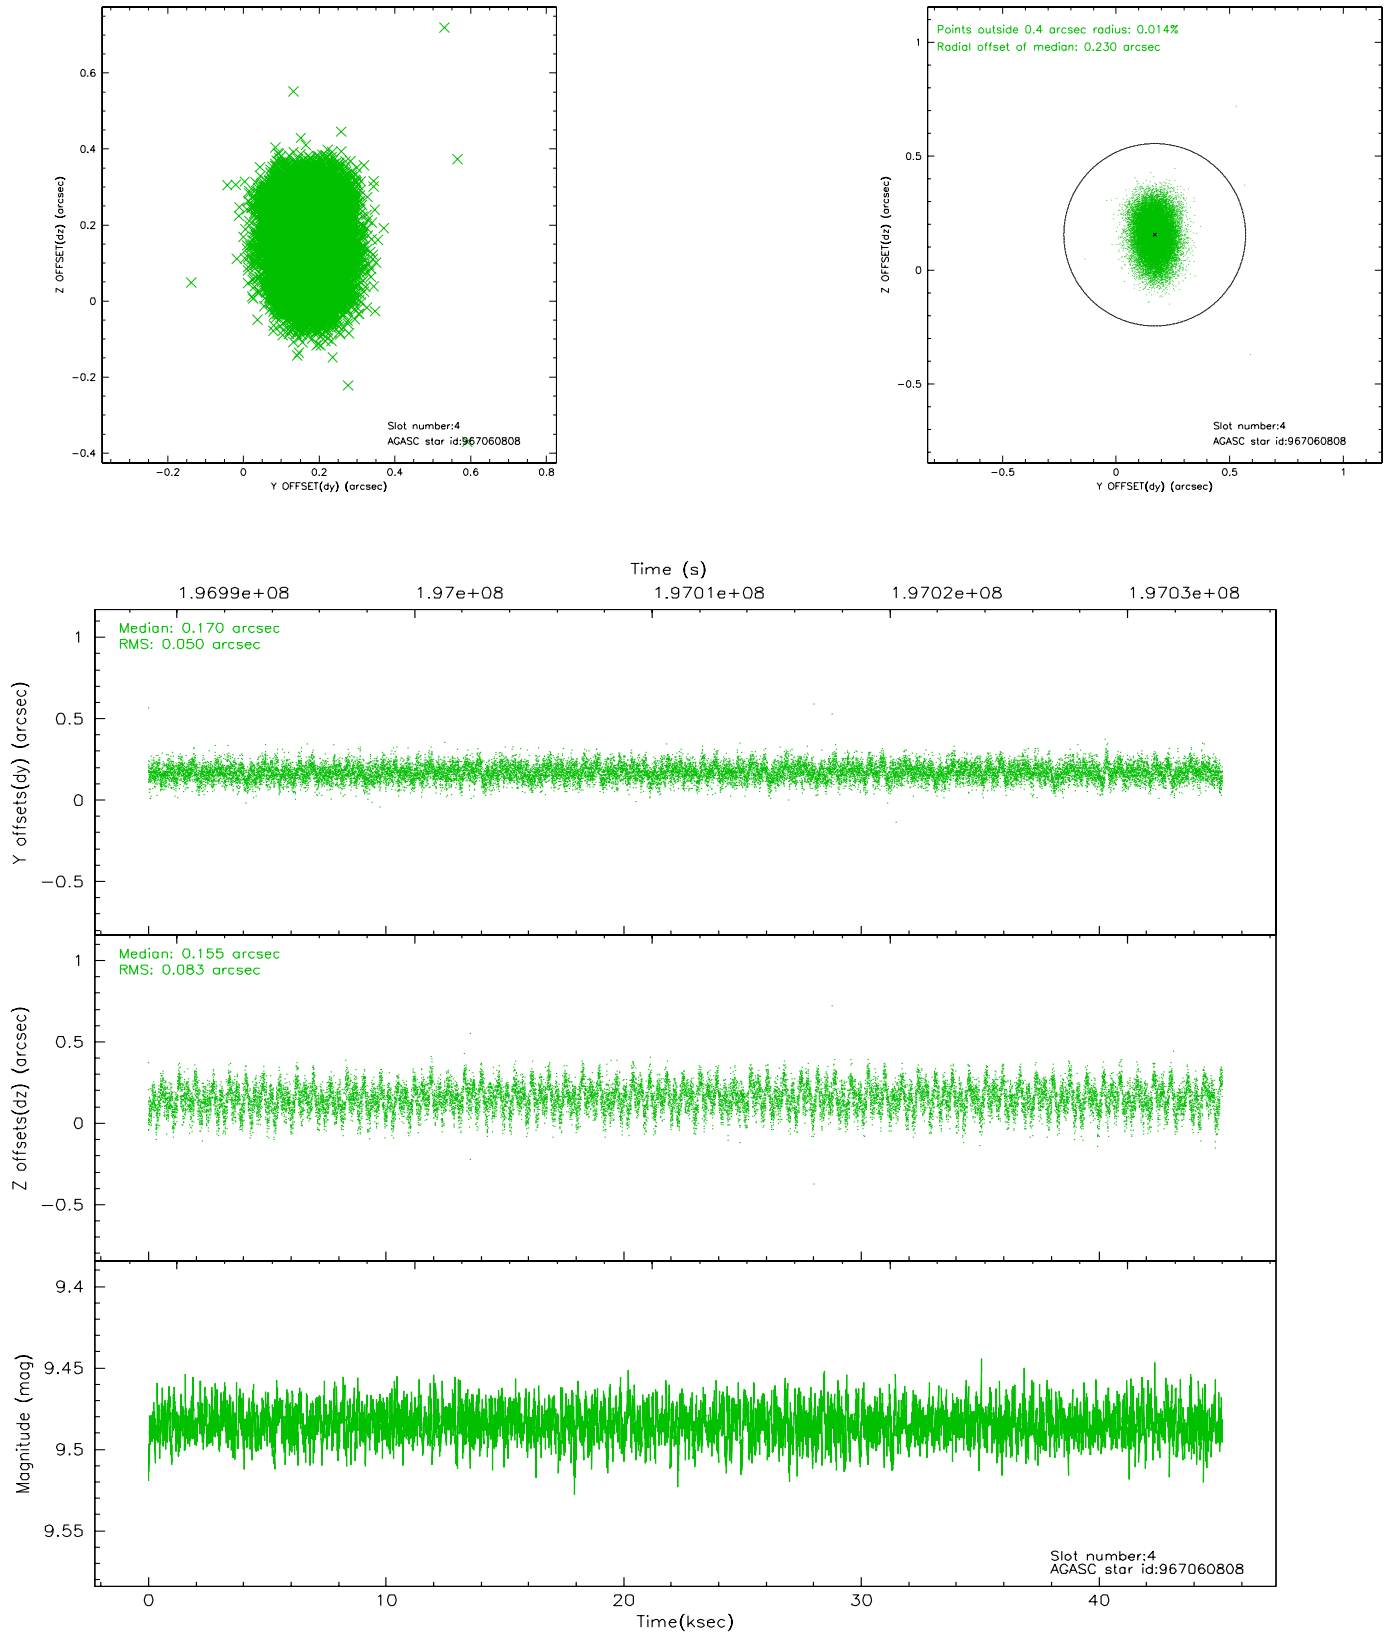 0.6
0.4
0.2
0
−0.2
−0.4
Z OFFSET(dz) (arcsec)
Slot number:4
AGASC star id:967060808
−0.2 0 0.2 0.4 0.6 0.8
Y OFFSET(dy) (arcsec)
Points outside 0.4 arcsec radius: 0.014%
Radial offset of median: 0.230 arcsec
1
0.5
0
−0.5
Z OFFSET(dz) (arcsec)
Slot number:4
AGASC star id:967060808
−0.5 0 0.5 1
Y OFFSET(dy) (arcsec)
Time (s)
1.9699e+08 1.97e+08 1.9701e+08 1.9702e+08 1.9703e+08
Median: 0.170 arcsec
RMS: 0.050 arcsec
1
0.5
0
−0.5
Y offsets(dy) (arcsec)
Median: 0.155 arcsec
RMS: 0.083 arcsec
1
0.5
0
−0.5
Z offsets(dz) (arcsec)
9.4
9.45
9.5
9.55
Magnitude (mag)
Slot number:4
AGASC star id:967060808
0 10 20 30 40
Time(ksec)